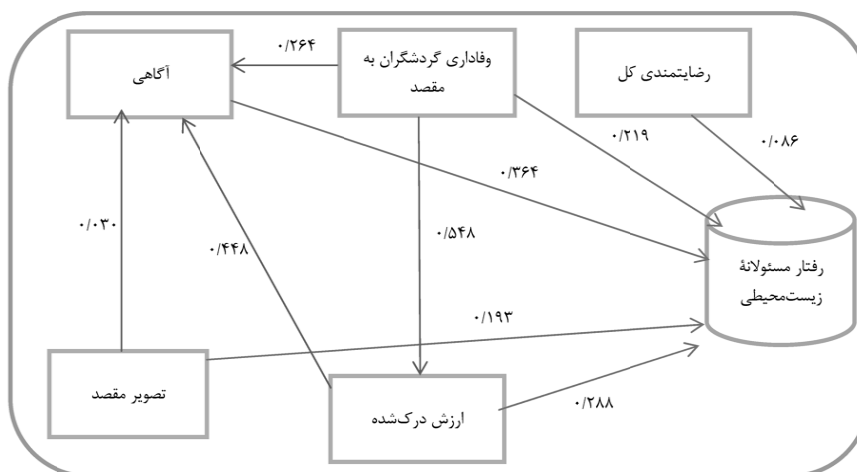 ۰/۲۶۴
آگاهی
وفاداری گردشگران به
مقصد
رضایتمندی کل
۰/۲۱۹
۰/۰۸۶
۰/۳۶۴
۰/۰۳۰
۰/۴۴۸
۰/۵۴۸
رفتار مسئولانهٔ
زیست‌محیطی
۰/۱۹۳
تصویر مقصد
ارزش درک‌شده
۰/۲۸۸